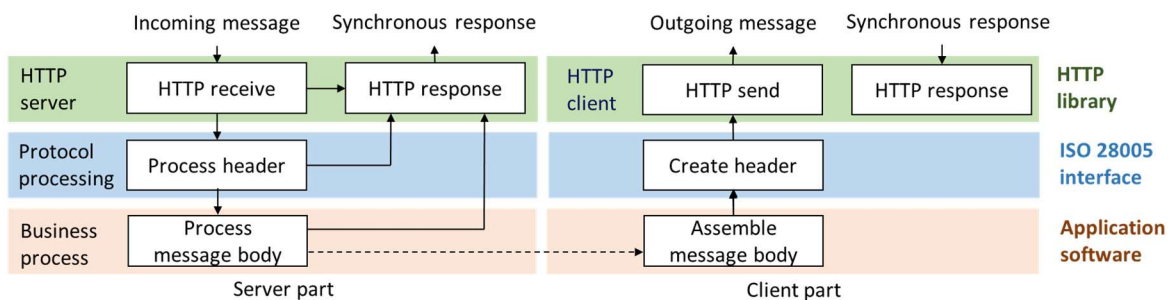 Incoming message
Synchronous response
Outgoing message
Synchronous response
HTTP
server
HTTP receive
HTTP response
HTTP
client
HTTP send
HTTP response
HTTP
library
Protocol
processing
Process header
Create header
ISO 28005
interface
Business
process
Process
message body
Assemble
message body
Application
software
Server part
Client part